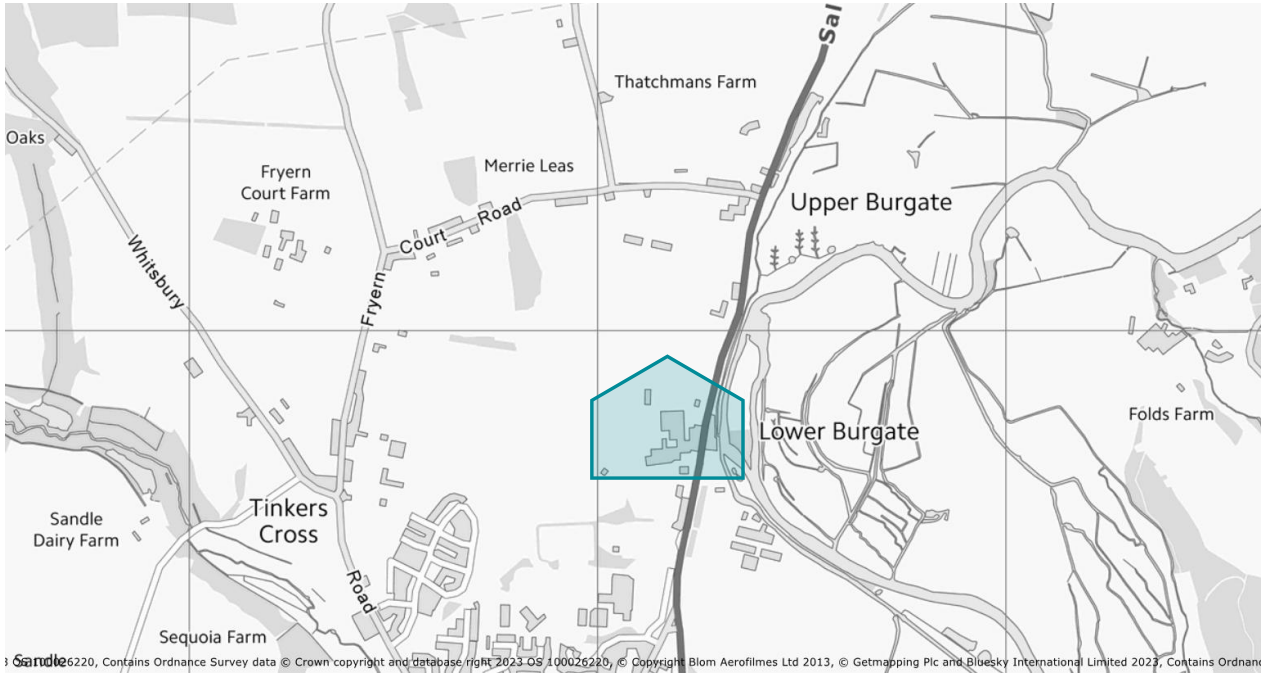 Sal
Thatchmans Farm
Oaks
Merrie Leas
Fryern
Court Farm
Upper Burgate
Court Road
Whitsbury
Fryern
Folds Farm
Lower Burgate
Tinkers
Cross
Sandle
Dairy Farm
Road
Sequoia Farm
Sandle
OS 100026220, Contains Ordnance Survey data © Crown copyright and database right 2023 OS 100026220, © Copyright Blom Aerofilmes Ltd 2013, © Getmapping Plc and Bluesky International Limited 2023, Contains Ordnanc